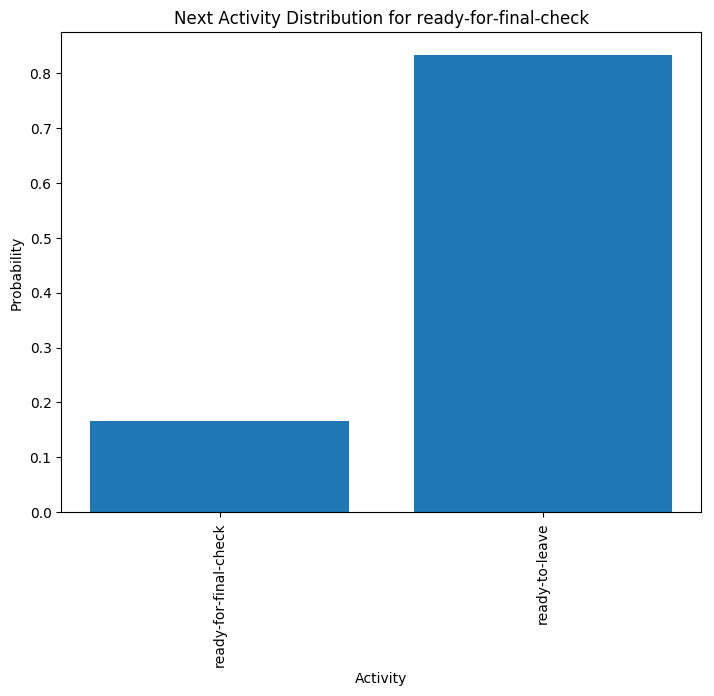 Next Activity Distribution for ready-for-final-check
Probability
0.8
0.7
0.6
0.5
0.4
0.3
0.2
0.1
0.0
ready-for-final-check
ready-to-leave
Activity